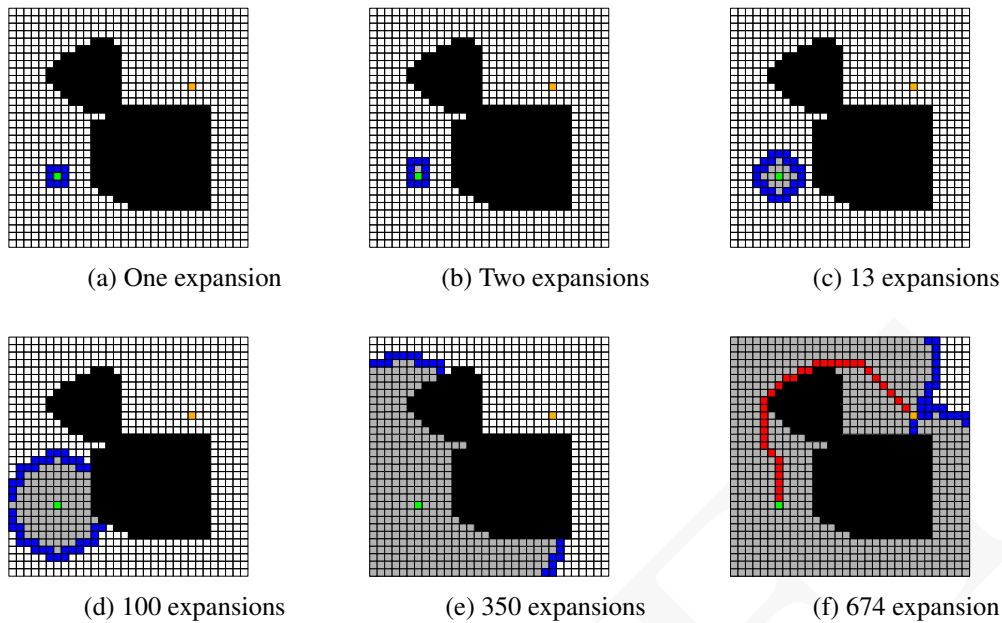 (a) One expansion
(b) Two expansions
(c) 13 expansions
(d) 100 expansions
(e) 350 expansions
(f) 674 expansion